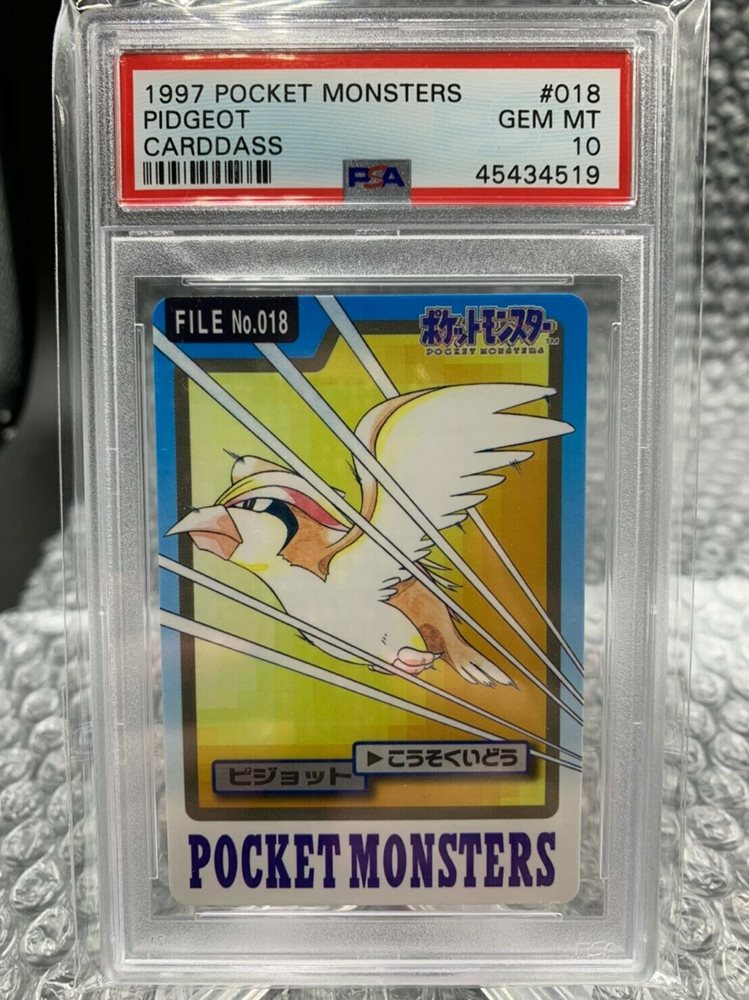 1997 POCKET MONSTERS #018
PIDGEOT GEM MT
CARDDASS 10
PSA 45434519
FILE No.018
ポケットモンスター TM
POCKET MONSTERS
▶こうそくいどう
ピジョット
POCKET MONSTERS